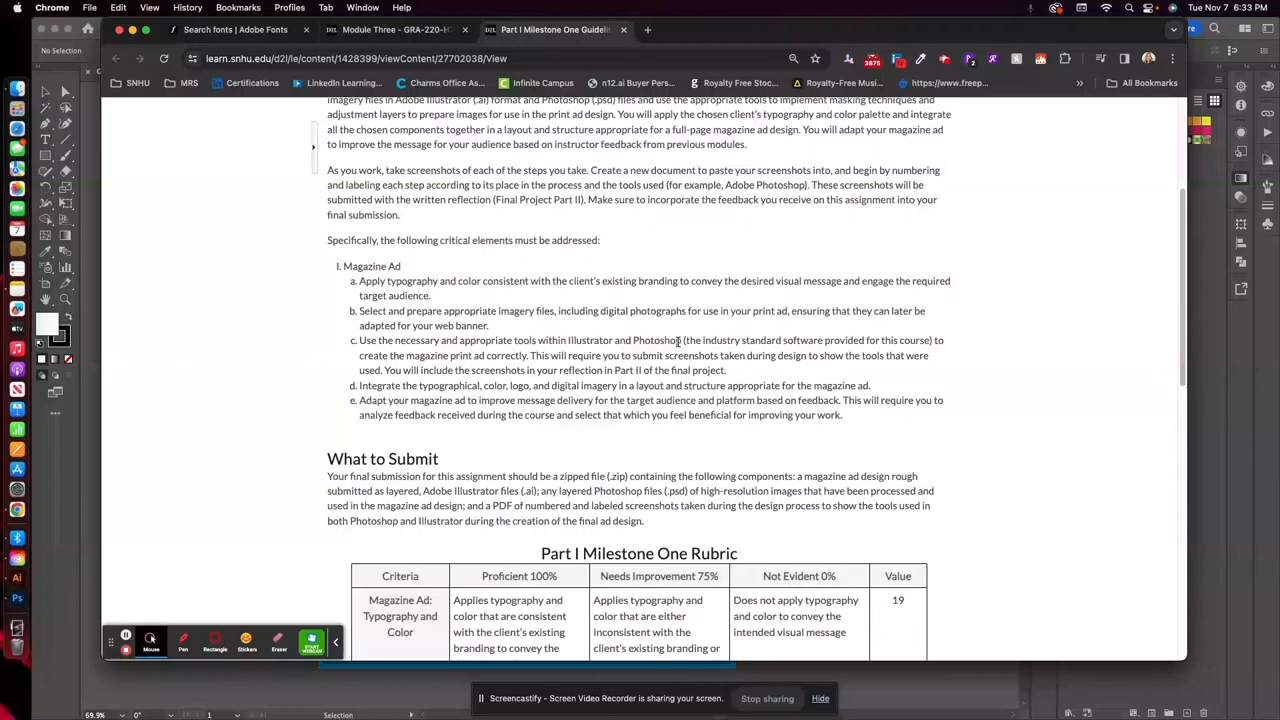 Chrome File Edit View History Bookmarks Profiles Tab Window Help
Tue Nov 7 6:33 PM
No Selection
Search fonts | Adobe Fonts
Module Three - GRA-220-H
Part I Milestone One Guideli
learn.snhu.edu/d2l/le/content/1428399/viewContent/27702038/View
3875
SNHU MRS Certifications LinkedIn Learning... Charms Office As... Infinite Campus n12.ai Buyer Pers... Royalty Free Stoc... Royalty-Free Musi... https://www.freep... All Bookmarks
imagery files in Adobe Illustrator (.ai) format and Photoshop (.psd) files and use the appropriate tools to implement masking techniques and
adjustment layers to prepare images for use in the print ad design. You will apply the chosen client's typography and color palette and integrate
all the chosen components together in a layout and structure appropriate for a full-page magazine ad design. You will adapt your magazine ad
to improve the message for your audience based on instructor feedback from previous modules.
As you work, take screenshots of each of the steps you take. Create a new document to paste your screenshots into, and begin by numbering
and labeling each step according to its place in the process and the tools used (for example, Adobe Photoshop). These screenshots will be
submitted with the written reflection (Final Project Part II). Make sure to incorporate the feedback you receive on this assignment into your
final submission.
Specifically, the following critical elements must be addressed:
I. Magazine Ad
a. Apply typography and color consistent with the client's existing branding to convey the desired visual message and engage the required
target audience.
b. Select and prepare appropriate imagery files, including digital photographs for use in your print ad, ensuring that they can later be
adapted for your web banner.
c. Use the necessary and appropriate tools within Illustrator and Photoshop (the industry standard software provided for this course) to
create the magazine print ad correctly. This will require you to submit screenshots taken during design to show the tools that were
used. You will include the screenshots in your reflection in Part II of the final project.
d. Integrate the typographical, color, logo, and digital imagery in a layout and structure appropriate for the magazine ad.
e. Adapt your magazine ad to improve message delivery for the target audience and platform based on feedback. This will require you to
analyze feedback received during the course and select that which you feel beneficial for improving your work.
What to Submit
Your final submission for this assignment should be a zipped file (.zip) containing the following components: a magazine ad design rough
submitted as layered, Adobe Illustrator files (.ai); any layered Photoshop files (.psd) of high-resolution images that have been processed and
used in the magazine ad design; and a PDF of numbered and labeled screenshots taken during the design process to show the tools used in
both Photoshop and Illustrator during the creation of the final ad design.
Part I Milestone One Rubric
Criteria Proficient 100% Needs Improvement 75% Not Evident 0% Value
Magazine Ad: Applies typography and Applies typography and Does not apply typography 19
Typography and color that are consistent color that are either and color to convey the
Color with the client's existing inconsistent with the intended visual message
branding to convey the client's existing branding or
Mouse Pen Rectangle Stickers Eraser START WEBCAM
Screencastify - Screen Video Recorder is sharing your screen. Stop sharing Hide
69.9% 0° 1 Selection